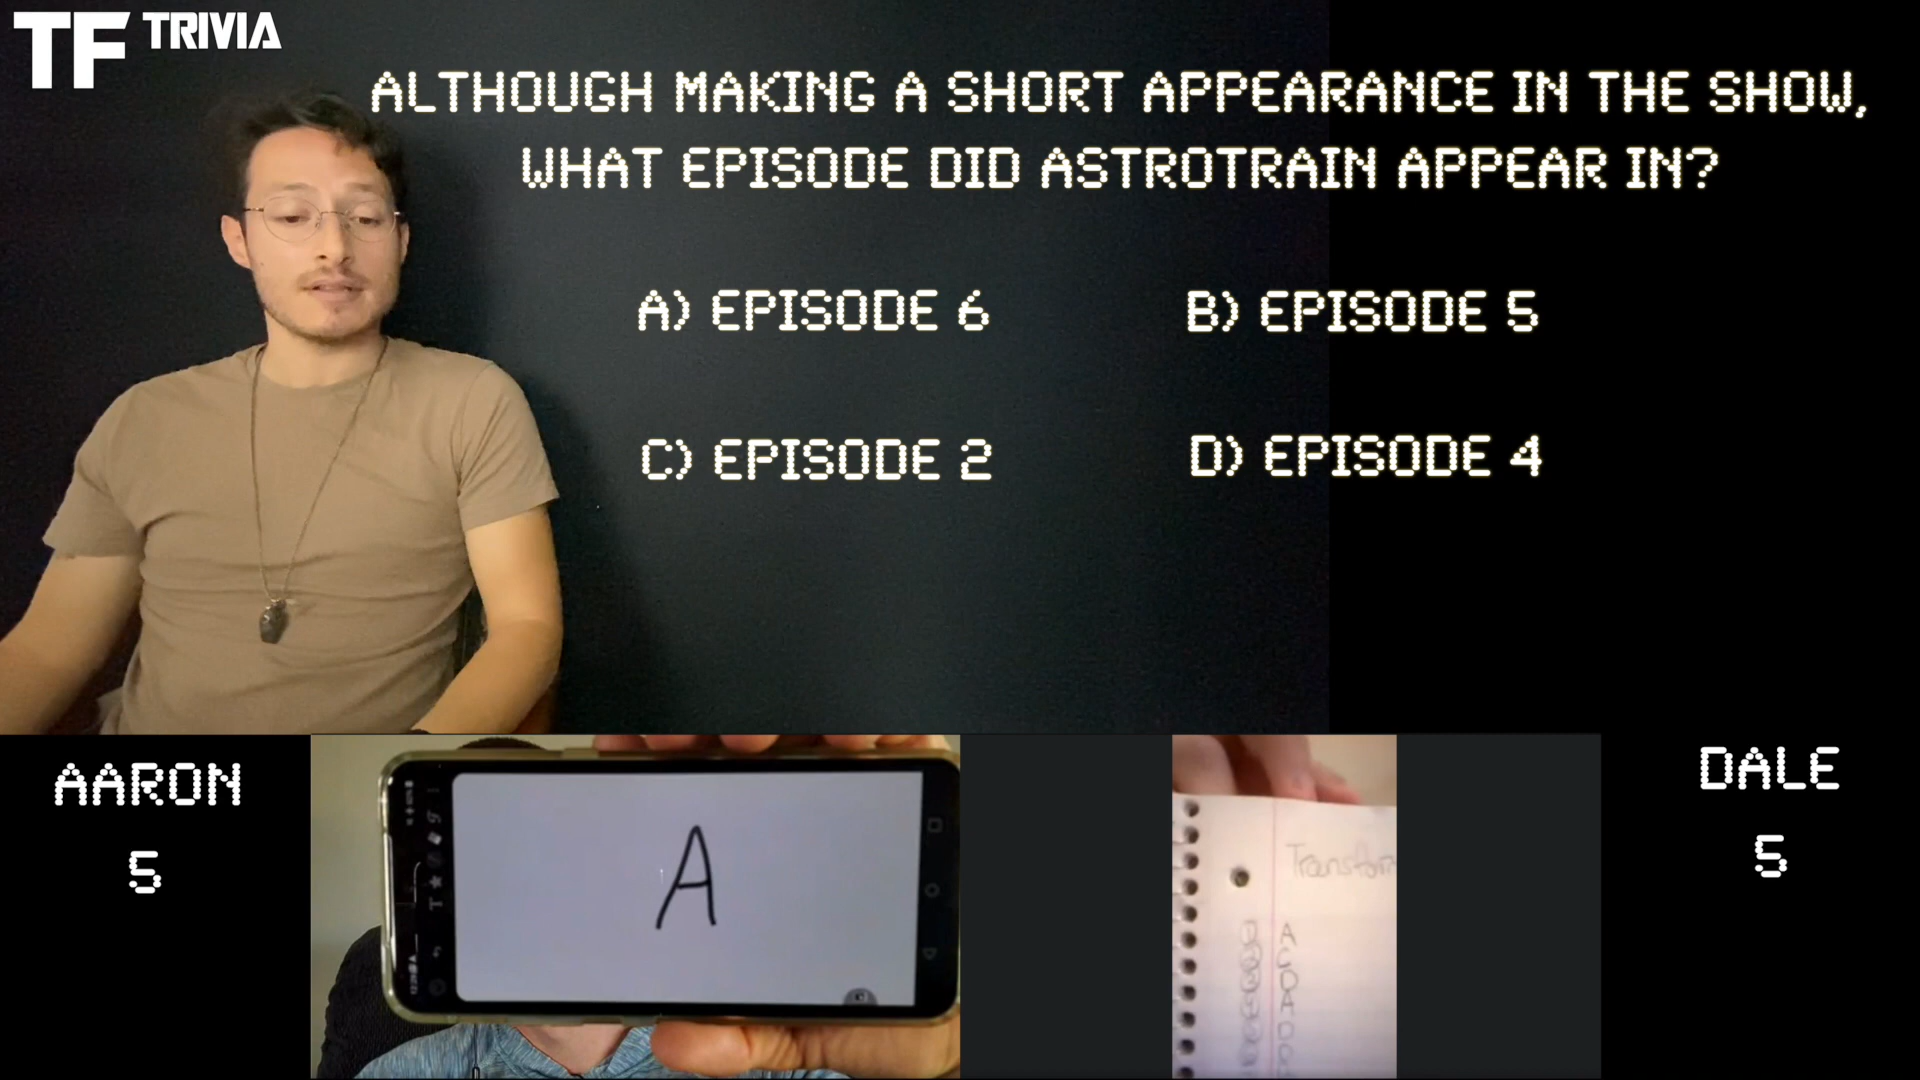 TF TRIVIA
ALTHOUGH MAKING A SHORT APPEARANCE IN THE SHOW,
WHAT EPISODE DID ASTROTRAIN APPEAR IN?
A) EPISODE 6
B) EPISODE 5
C) EPISODE 2
D) EPISODE 4
AARON
5
A
Transform
A
D
A
D
DALE
5